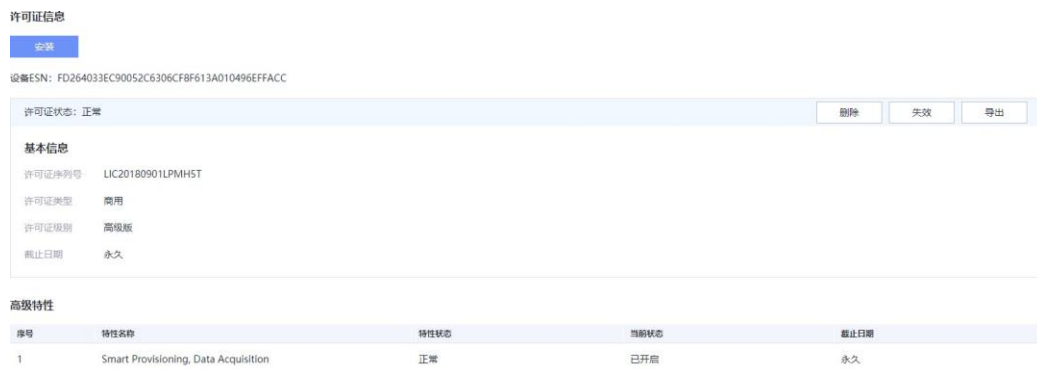 许可证信息
安装
设备ESN: FD264033EC90052C6306CF8F613A010496EFFACC
许可证状态: 正常 删除 失效 导出
基本信息
许可证序列号 LIC20180901LPMH5T
许可证类型 商用
许可证级别 高级版
截止日期 永久
高级特性
序号 特性名称 特性状态 当前状态 截止日期
1 Smart Provisioning, Data Acquisition 正常 已开启 永久